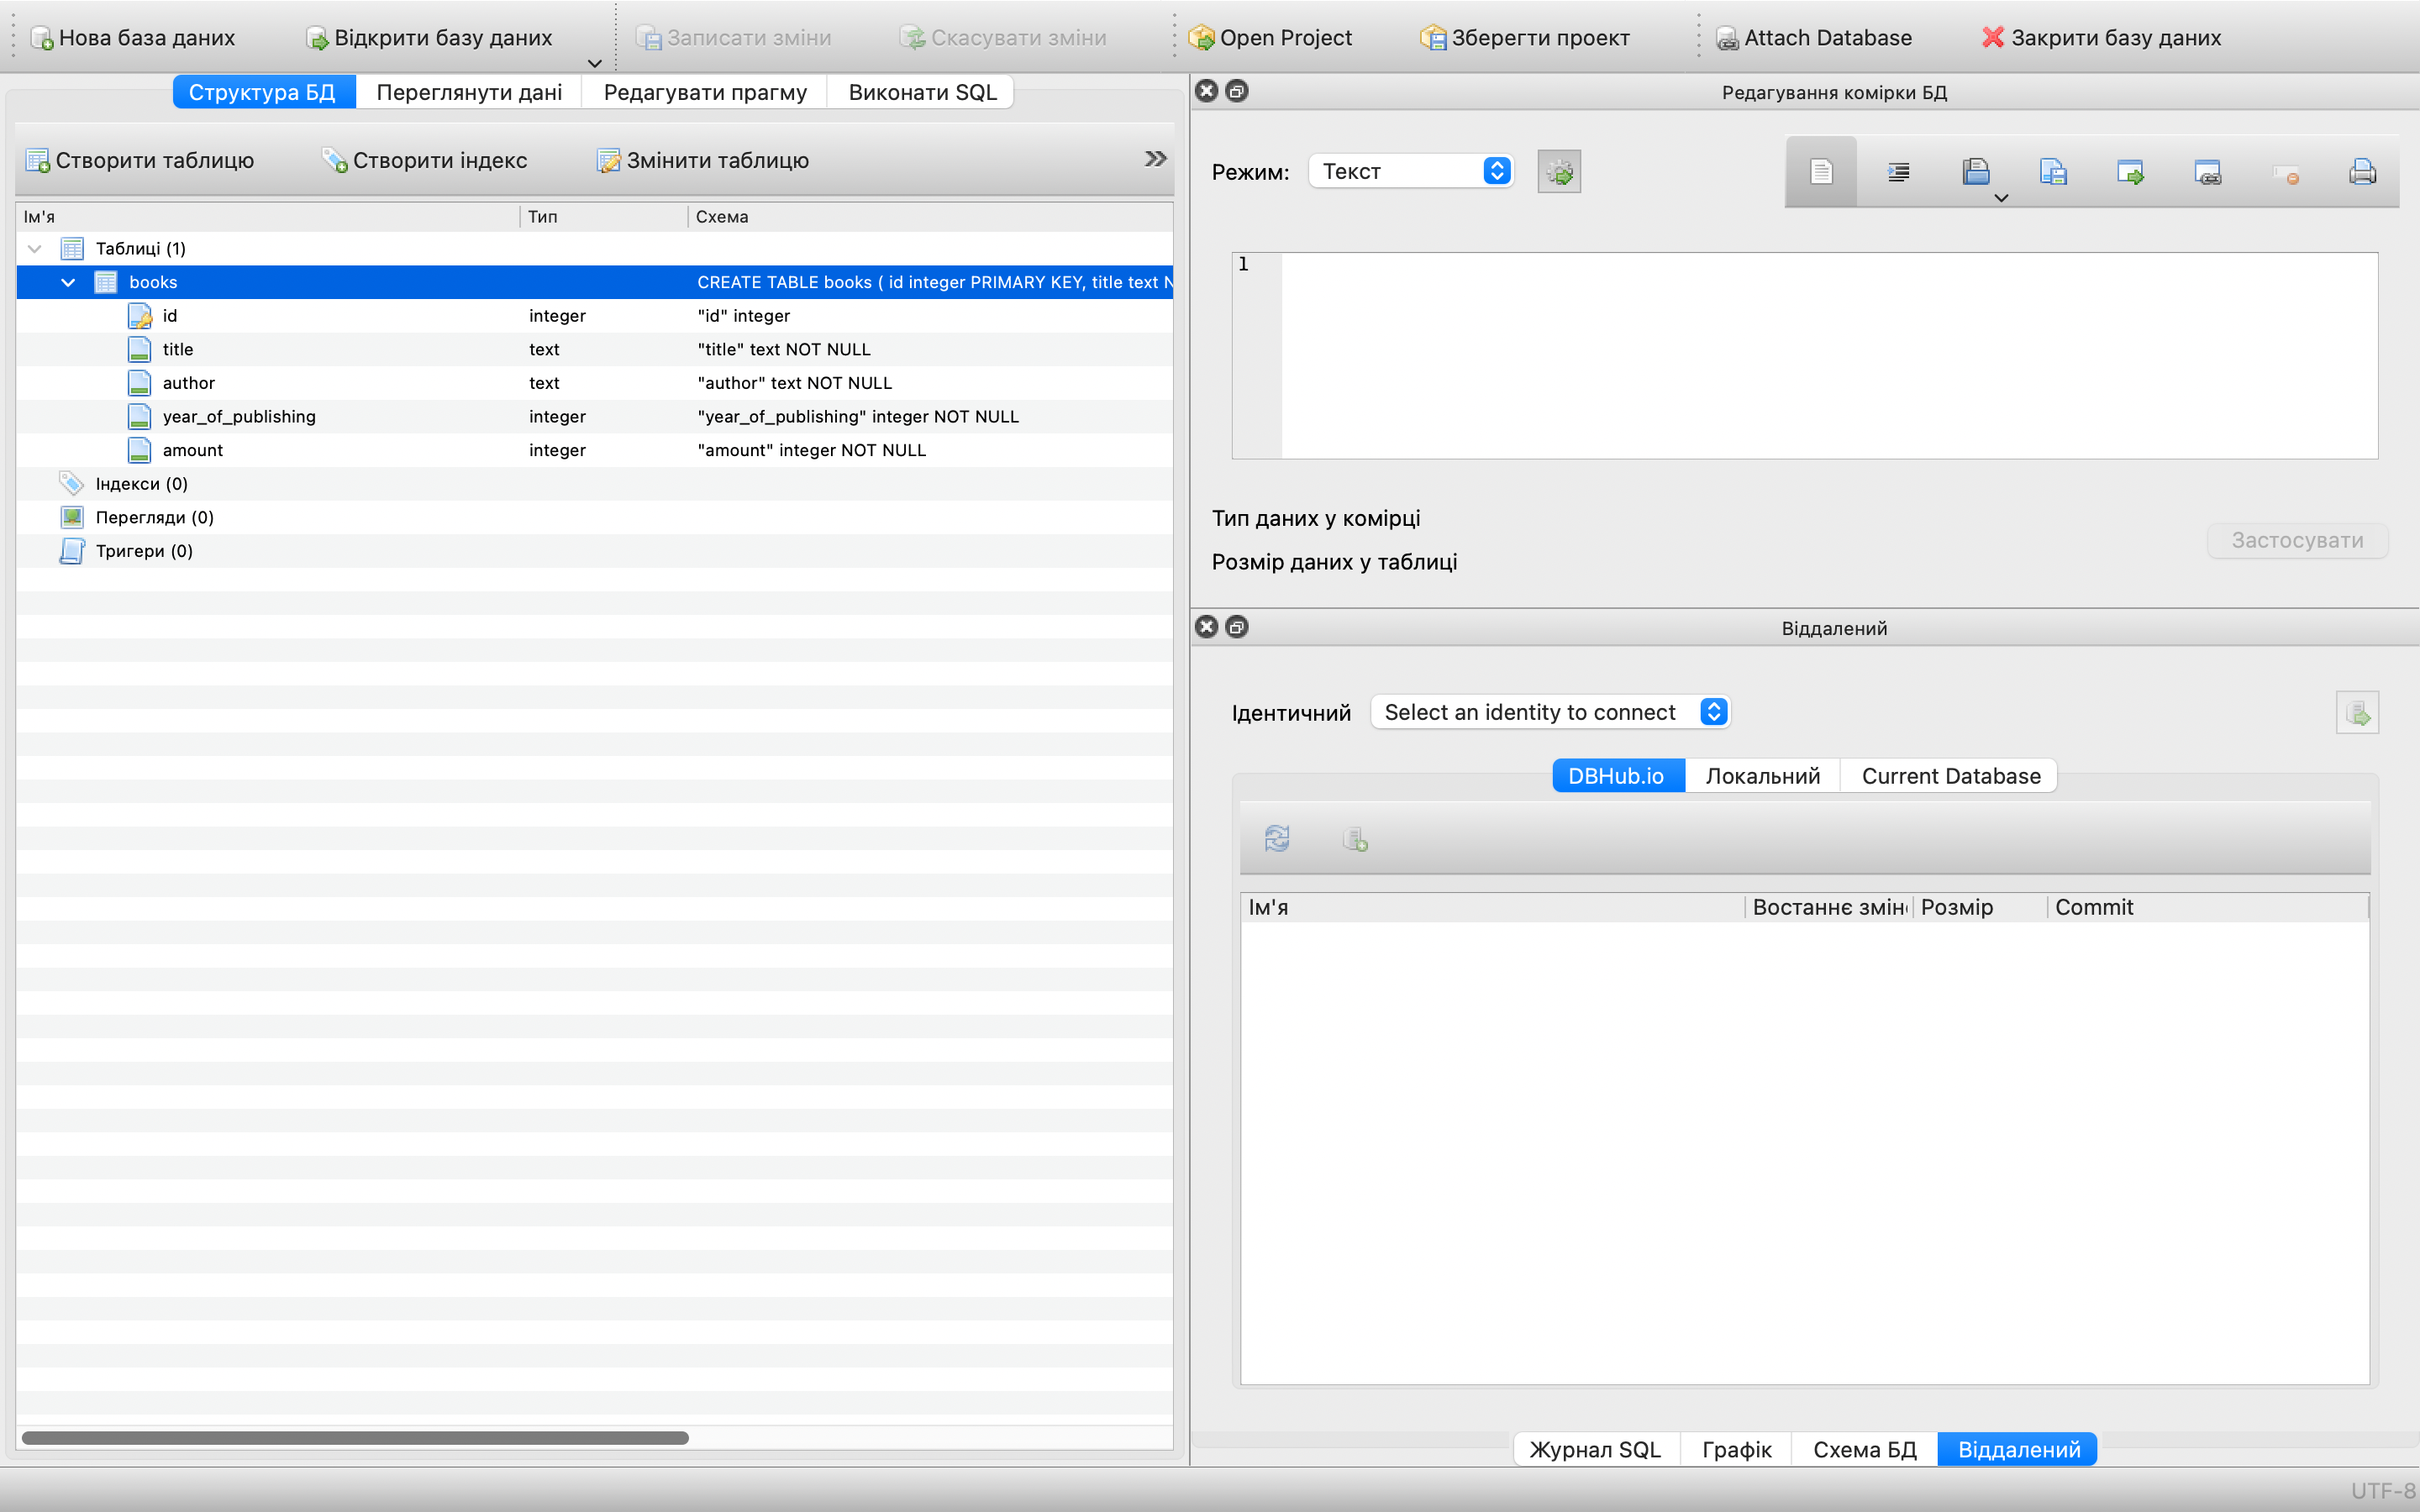 Нова база даних Відкрити базу даних Записати зміни Скасувати зміни Open Project Зберегти проект Attach Database Закрити базу даних
Структура БД Переглянути дані Редагувати прагму Виконати SQL
Створити таблицю Створити індекс Змінити таблицю
Ім'я Тип Схема
Таблиці (1)
books CREATE TABLE books ( id integer PRIMARY KEY, title text N
id integer "id" integer
title text "title" text NOT NULL
author text "author" text NOT NULL
year_of_publishing integer "year_of_publishing" integer NOT NULL
amount integer "amount" integer NOT NULL
Індекси (0)
Перегляди (0)
Тригери (0)
Редагування комірки БД
Режим: Текст
1
Тип даних у комірці
Розмір даних у таблиці
Застосувати
Віддалений
Ідентичний Select an identity to connect
DBHub.io Локальний Current Database
Ім'я Востаннє змін Розмір Commit
Журнал SQL Графік Схема БД Віддалений
UTF-8